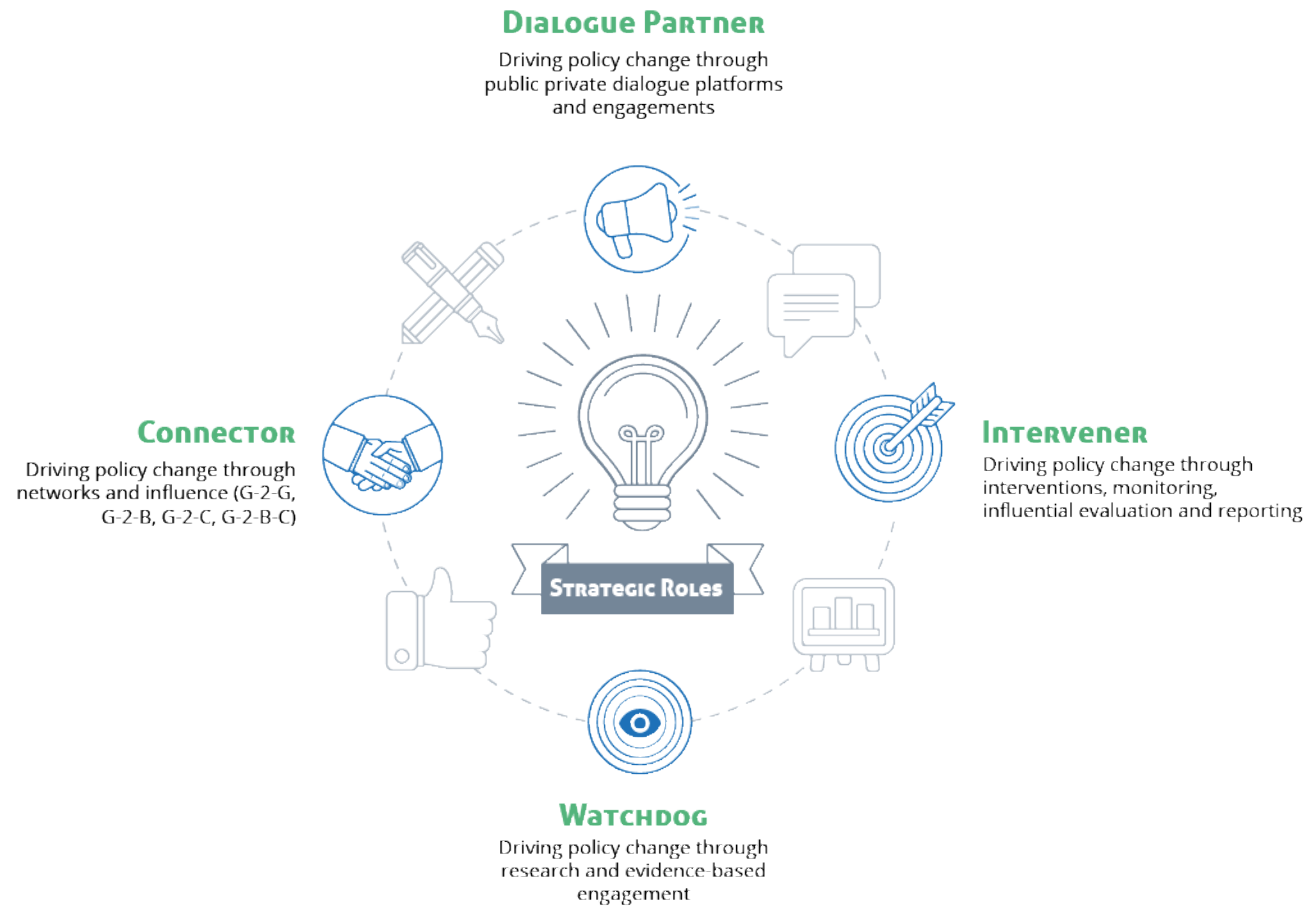 Dialogue Partner
Driving policy change through
public private dialogue platforms
and engagements
Connector
Driving policy change through
networks and influence (G-2-G,
G-2-B, G-2-C, G-2-B-C)
Intervener
Driving policy change through
interventions, monitoring,
influential evaluation and reporting
Strategic Roles
Watchdog
Driving policy change through
research and evidence-based
engagement